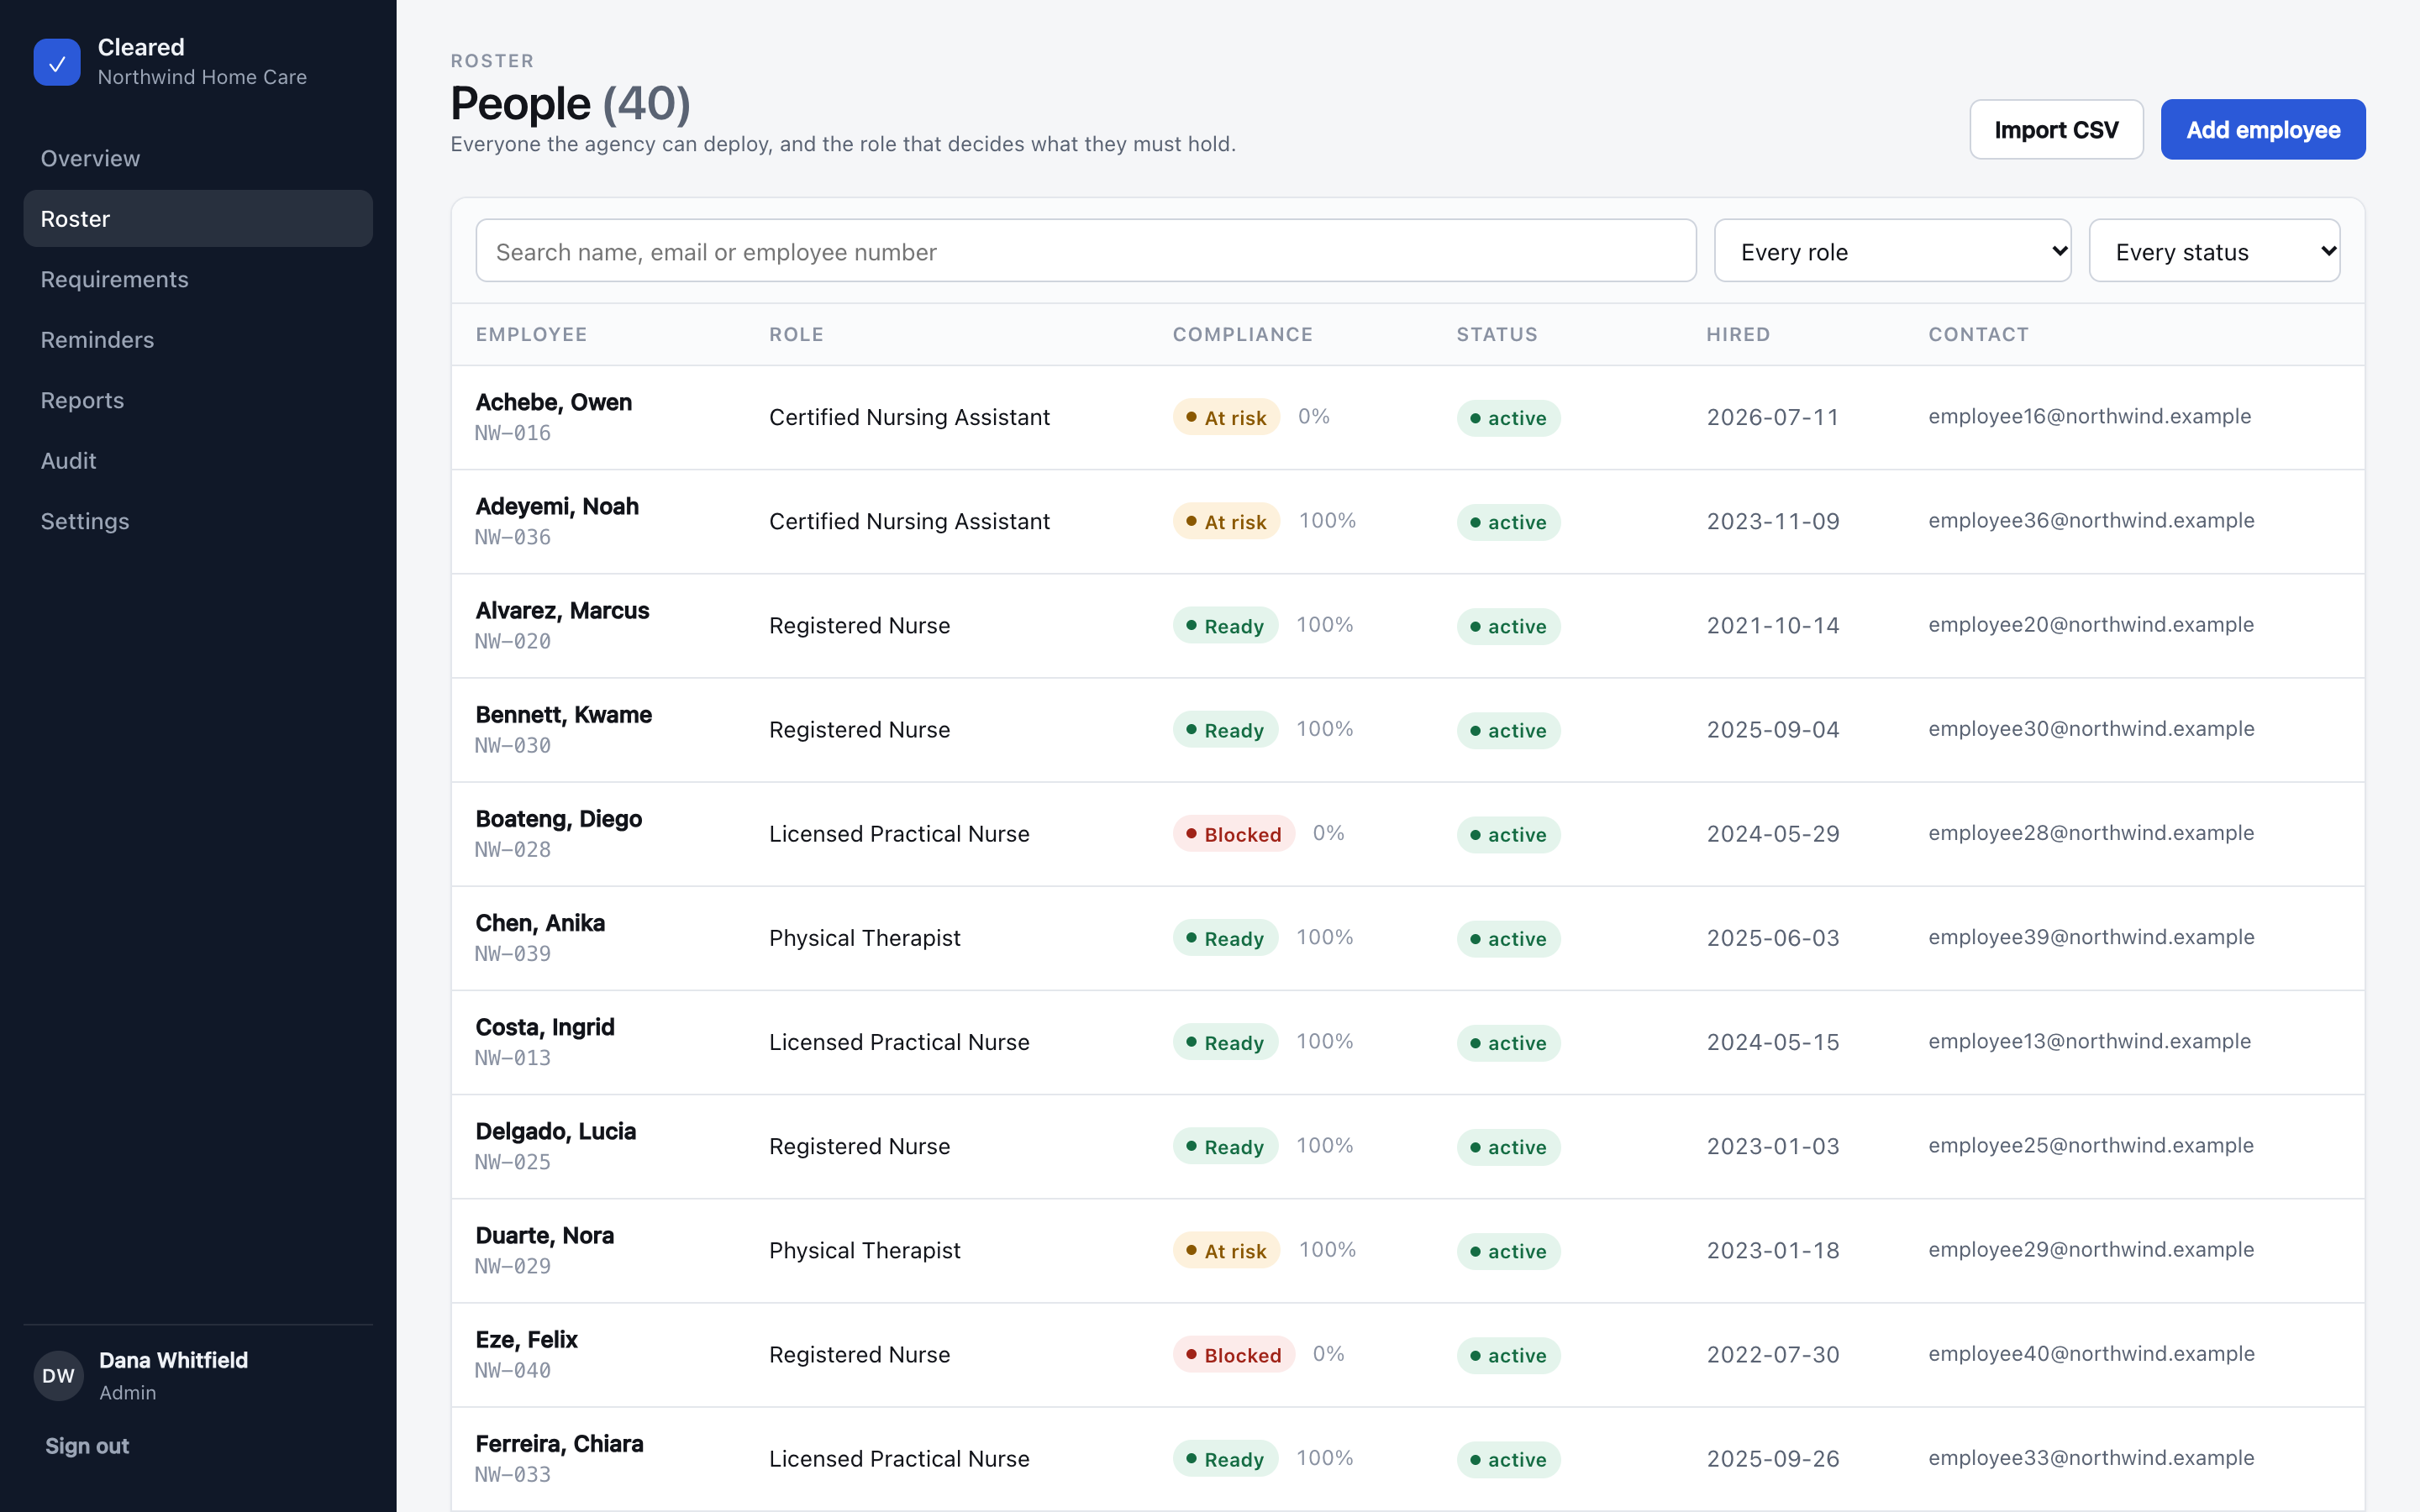 Cleared
Northwind Home Care
Overview
Roster
Requirements
Reminders
Reports
Audit
Settings
DW
Dana Whitfield
Admin
Sign out
ROSTER
People (40)
Everyone the agency can deploy, and the role that decides what they must hold.
Import CSV
Add employee
Search name, email or employee number
Every role
Every status
EMPLOYEE ROLE COMPLIANCE STATUS HIRED CONTACT
Achebe, Owen
NW-016
Certified Nursing Assistant At risk 0% active 2026-07-11 employee16@northwind.example
Adeyemi, Noah
NW-036
Certified Nursing Assistant At risk 100% active 2023-11-09 employee36@northwind.example
Alvarez, Marcus
NW-020
Registered Nurse Ready 100% active 2021-10-14 employee20@northwind.example
Bennett, Kwame
NW-030
Registered Nurse Ready 100% active 2025-09-04 employee30@northwind.example
Boateng, Diego
NW-028
Licensed Practical Nurse Blocked 0% active 2024-05-29 employee28@northwind.example
Chen, Anika
NW-039
Physical Therapist Ready 100% active 2025-06-03 employee39@northwind.example
Costa, Ingrid
NW-013
Licensed Practical Nurse Ready 100% active 2024-05-15 employee13@northwind.example
Delgado, Lucia
NW-025
Registered Nurse Ready 100% active 2023-01-03 employee25@northwind.example
Duarte, Nora
NW-029
Physical Therapist At risk 100% active 2023-01-18 employee29@northwind.example
Eze, Felix
NW-040
Registered Nurse Blocked 0% active 2022-07-30 employee40@northwind.example
Ferreira, Chiara
NW-033
Licensed Practical Nurse Ready 100% active 2025-09-26 employee33@northwind.example